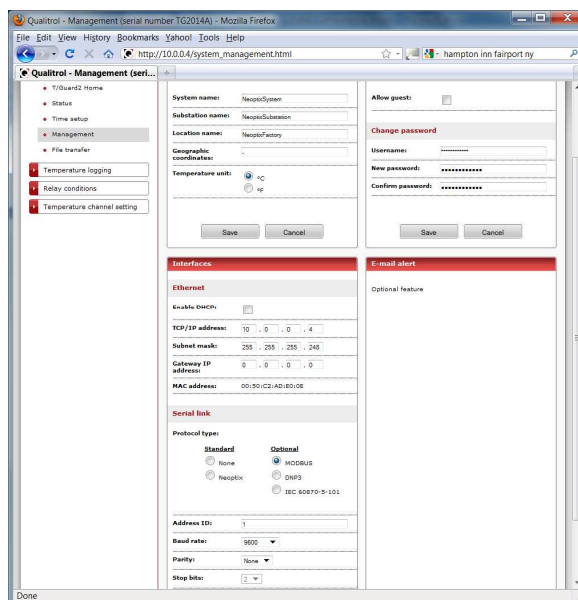 Qualitrol - Management (serial number TG2014A) - Mozilla Firefox
File Edit View History Bookmarks Yahoo! Tools Help
http://10.0.0.4/system_management.html
hampton inn fairport ny
Qualitrol - Management (seri...
T/Guard2 Home
Status
Time setup
Management
File transfer
Temperature logging
Relay conditions
Temperature channel setting
System name: NeoptixSystem
Substation name: NeoptixSubstation
Location name: NeoptixFactory
Geographic coordinates: -
Temperature unit: °C
°F
Save Cancel
Allow guest:
Change password
Username:
New password:
Confirm password:
Save Cancel
Interfaces
Ethernet
Enable DHCP:
TCP/IP address: 10 . 0 . 0 . 4
Subnet mask: 255 . 255 . 255 . 248
Gateway IP address: 0 . 0 . 0 . 0
MAC address: 00:50:C2:AD:E0:0E
Serial link
Protocol type:
Standard Optional
None MODBUS
Neoptix DNP3
IEC 60870-5-101
Address ID: 1
Baud rate: 9600
Parity: None
Stop bits: 2
E-mail alert
Optional feature
Done